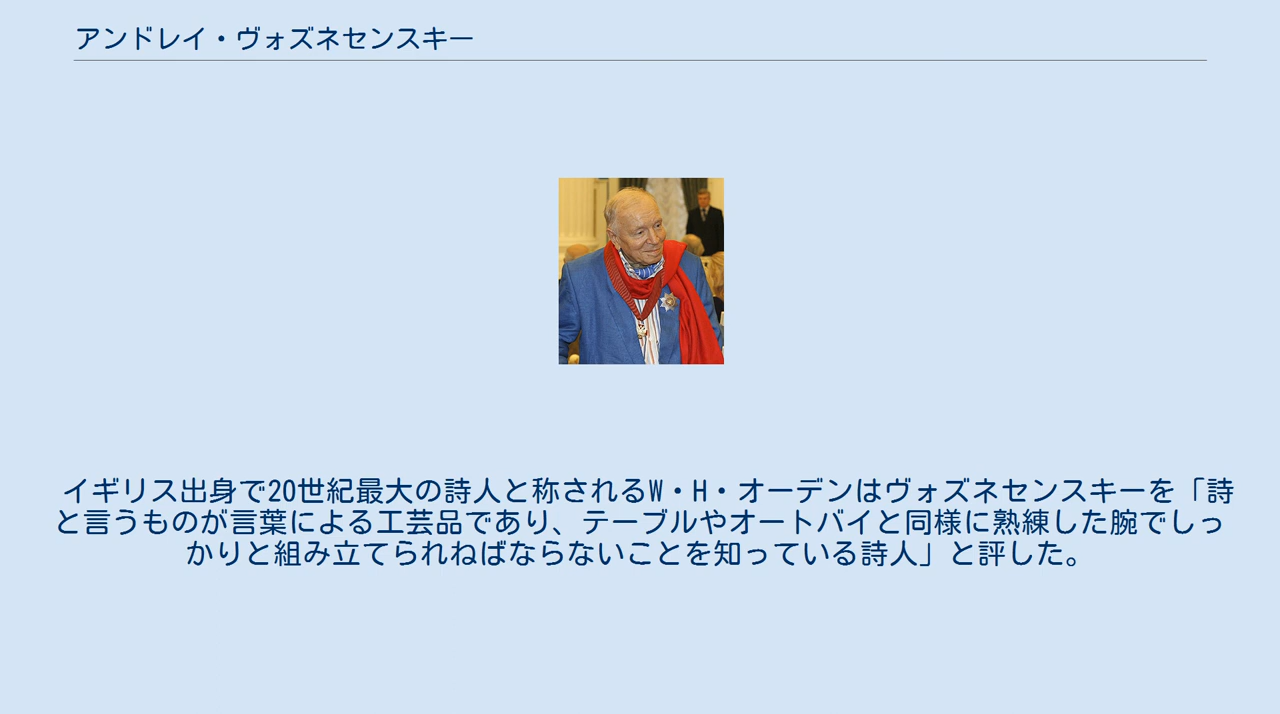 アンドレイ・ヴォズネセンスキー
イギリス出身で20世紀最大の詩人と称されるW・H・オーデンはヴォズネセンスキーを「詩
と言うものが言葉による工芸品であり、テーブルやオートバイと同様に熟練した腕でしっ
かりと組み立てられねばならないことを知っている詩人」と評した。